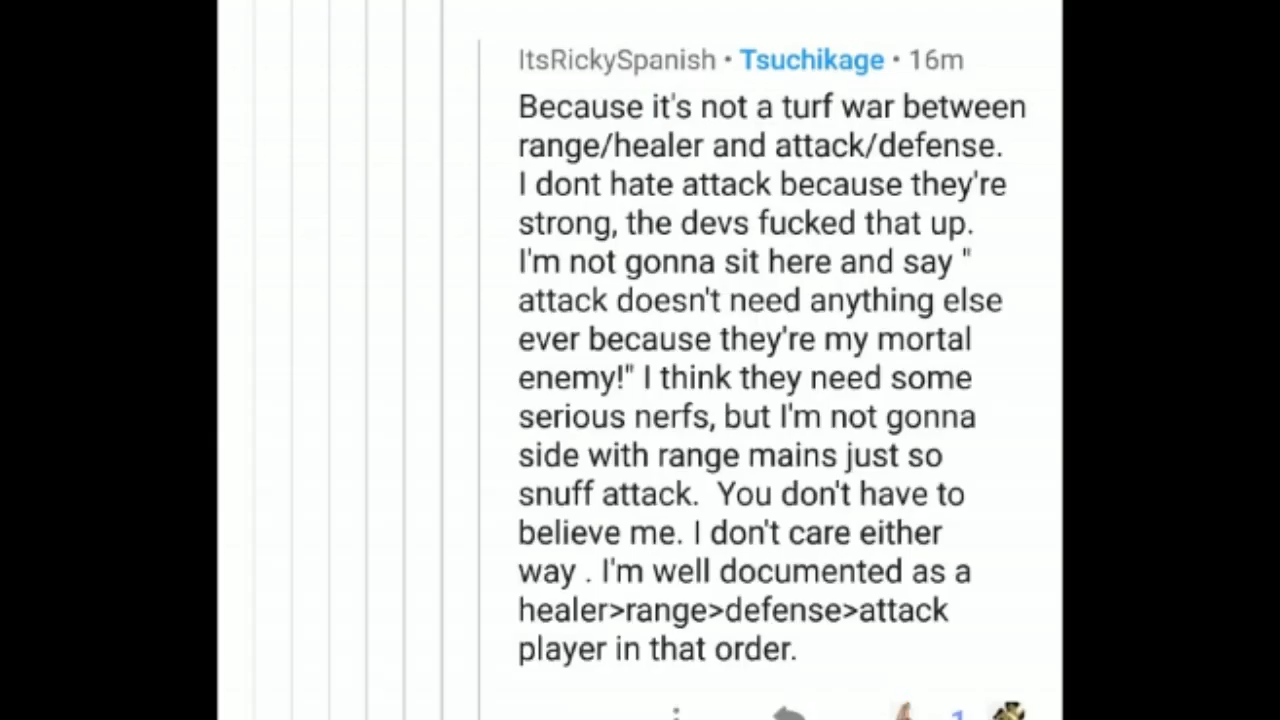 ItsRickySpanish • Tsuchikage • 16m
Because it's not a turf war between
range/healer and attack/defense.
I dont hate attack because they're
strong, the devs fucked that up.
I'm not gonna sit here and say "
attack doesn't need anything else
ever because they're my mortal
enemy!" I think they need some
serious nerfs, but I'm not gonna
side with range mains just so
snuff attack.  You don't have to
believe me. I don't care either
way . I'm well documented as a
healer>range>defense>attack
player in that order.
1